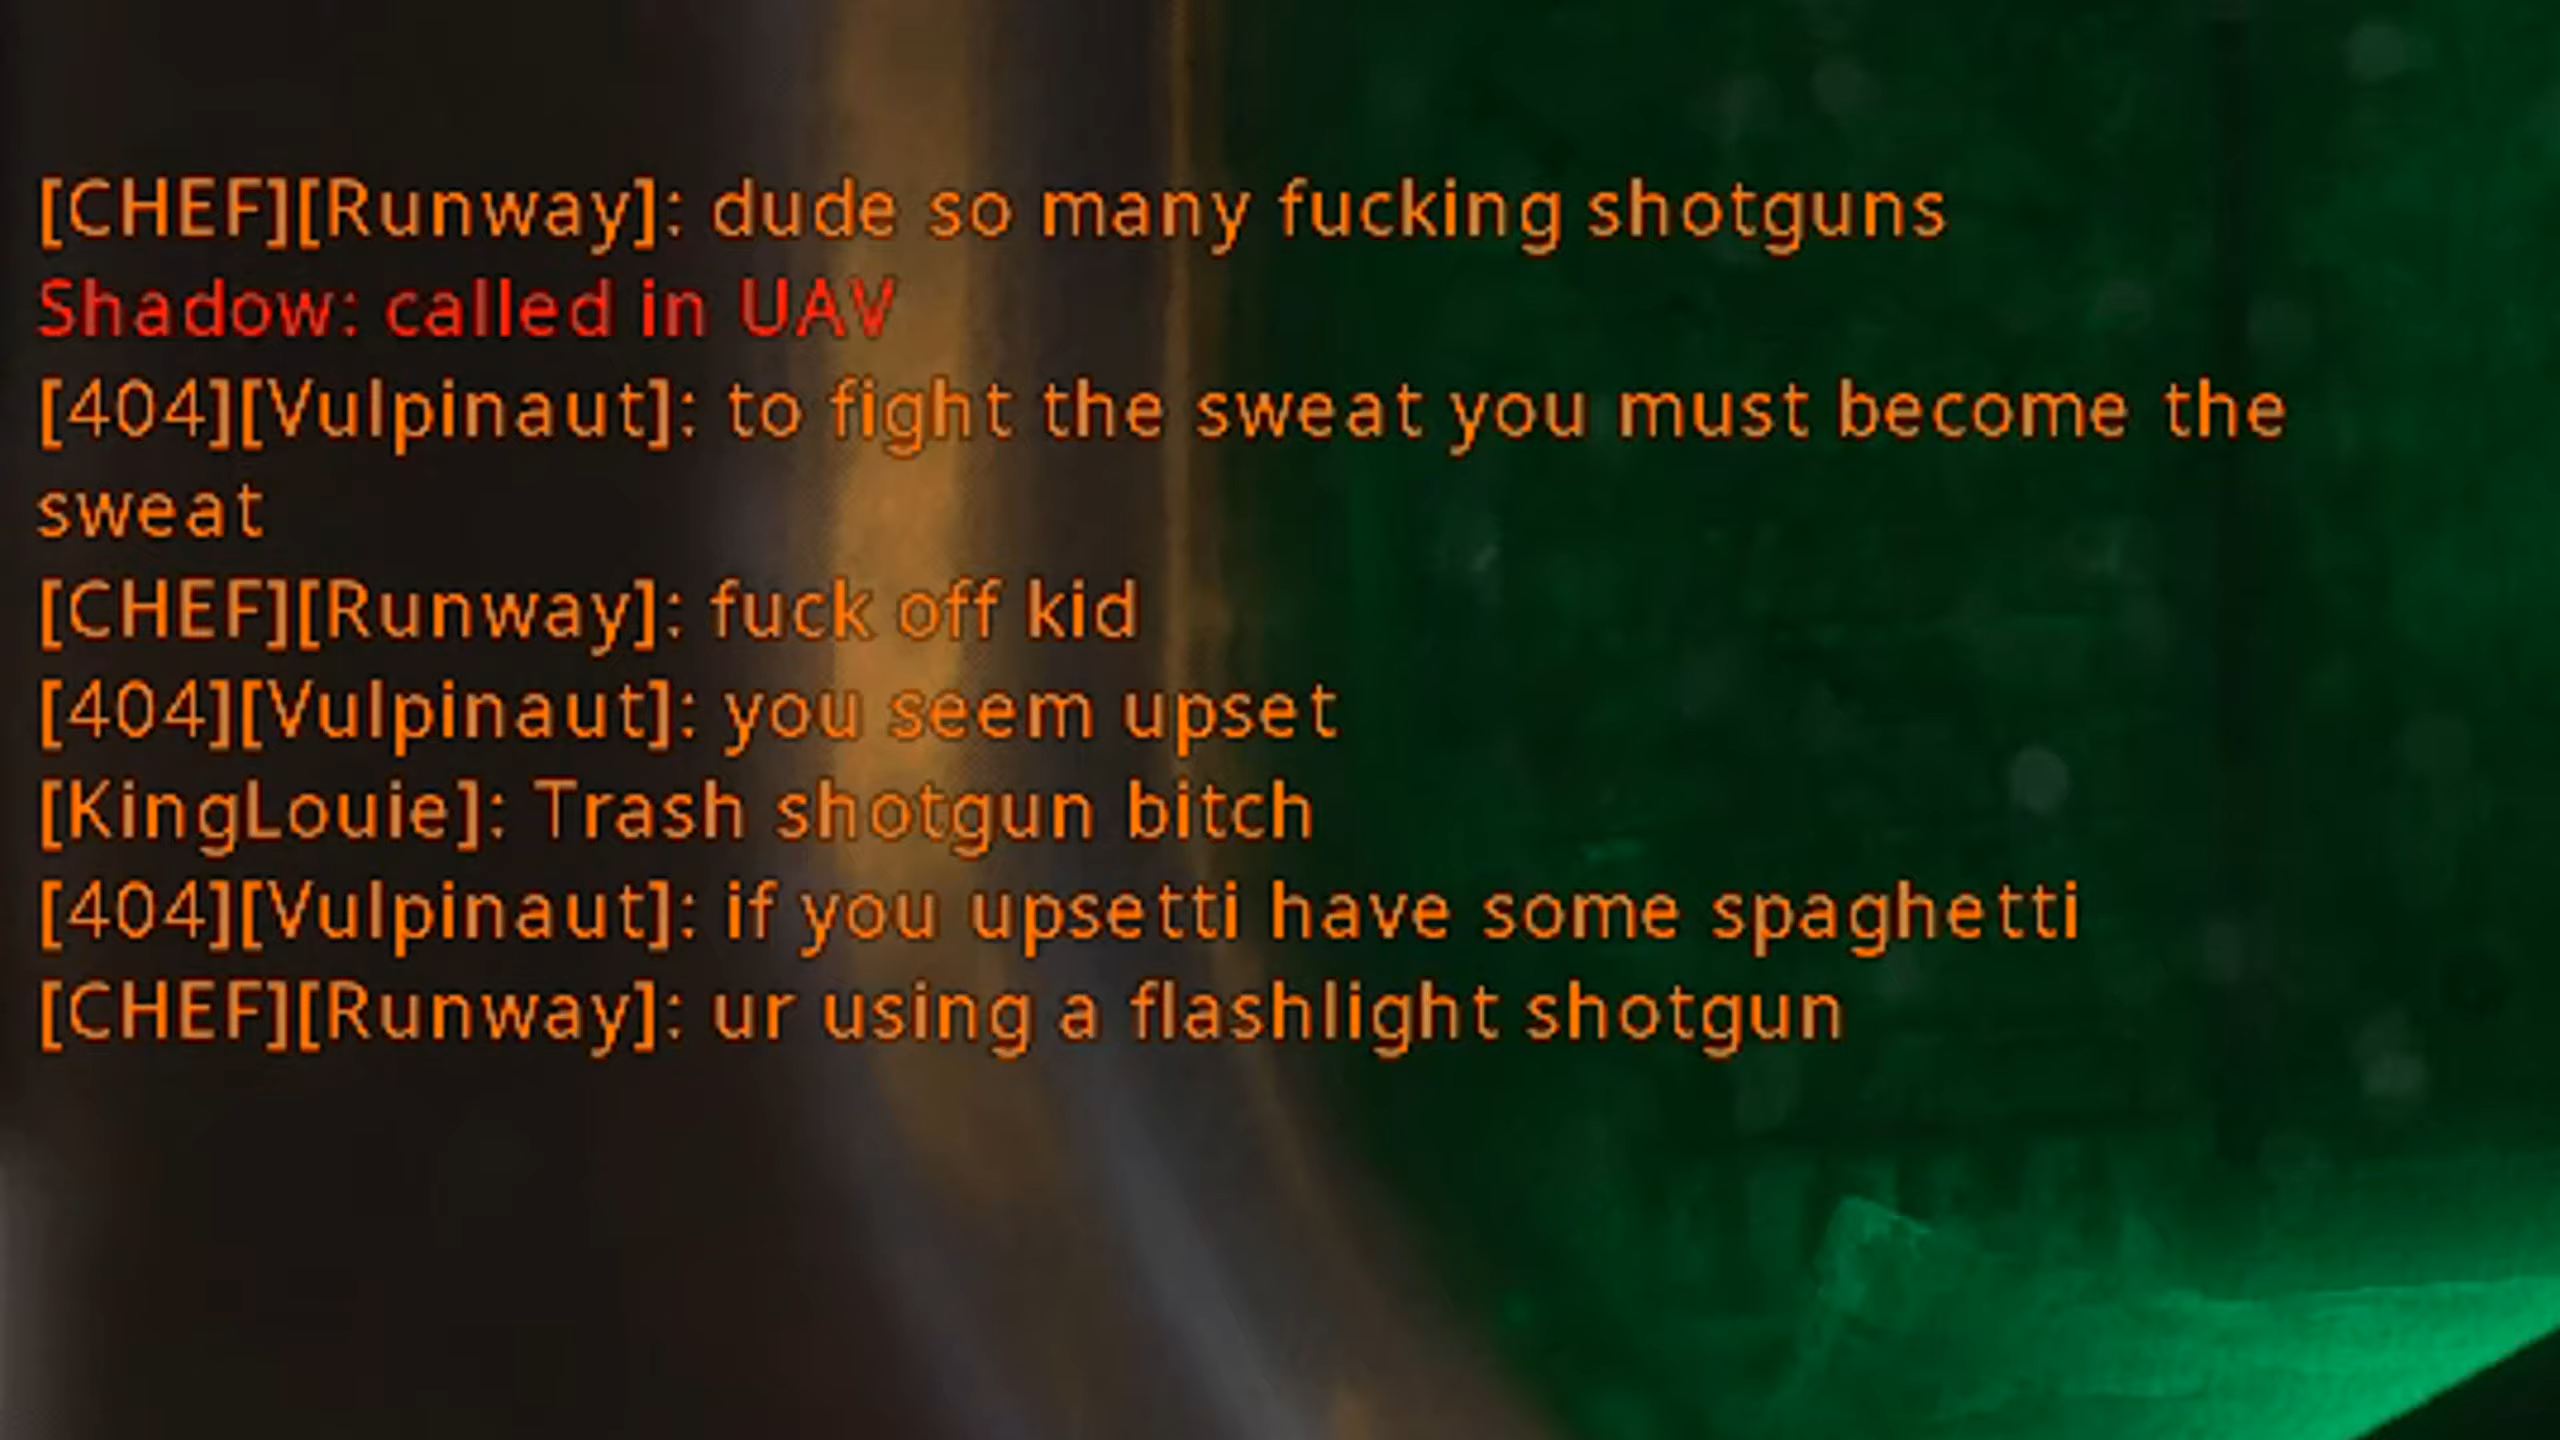 [CHEF][Runway]: dude so many fucking shotguns
Shadow: called in UAV
[404][Vulpinaut]: to fight the sweat you must become the
sweat
[CHEF][Runway]: fuck off kid
[404][Vulpinaut]: you seem upset
[KingLouie]: Trash shotgun bitch
[404][Vulpinaut]: if you upsetti have some spaghetti
[CHEF][Runway]: ur using a flashlight shotgun